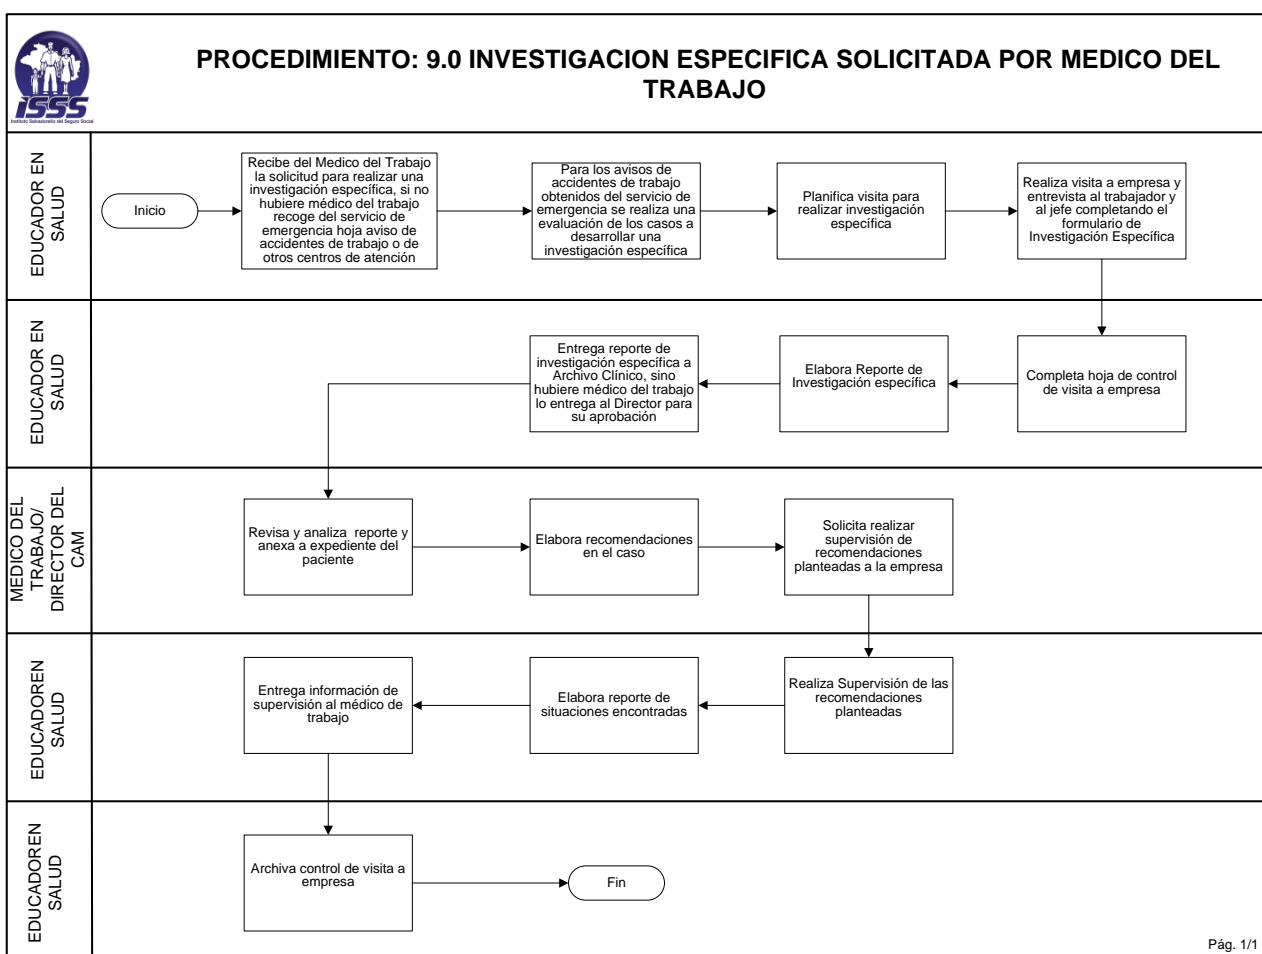 PROCEDIMIENTO: 9.0 INVESTIGACION ESPECIFICA SOLICITADA POR MEDICO DEL
TRABAJO
ISSS
Instituto Salvadoreño del Seguro Social
EDUCADOR EN
SALUD
Inicio
Recibe del Medico del Trabajo
la solicitud para realizar una
investigación específica, si no
hubiere médico del trabajo
recoge del servicio de
emergencia hoja aviso de
accidentes de trabajo o de
otros centros de atención
Para los avisos de
accidentes de trabajo
obtenidos del servicio de
emergencia se realiza una
evaluación de los casos a
desarrollar una
investigación específica
Planifica visita para
realizar investigación
específica
Realiza visita a empresa y
entrevista al trabajador y
al jefe completando el
formulario de
Investigación Específica
EDUCADOR EN
SALUD
Entrega reporte de
investigación específica a
Archivo Clínico, sino
hubiere médico del trabajo
lo entrega al Director para
su aprobación
Elabora Reporte de
Investigación específica
Completa hoja de control
de visita a empresa
MEDICO DEL
TRABAJO/
DIRECTOR DEL
CAM
Revisa y analiza reporte y
anexa a expediente del
paciente
Elabora recomendaciones
en el caso
Solicita realizar
supervisión de
recomendaciones
planteadas a la empresa
EDUCADOREN
SALUD
Entrega información de
supervisión al médico de
trabajo
Elabora reporte de
situaciones encontradas
Realiza Supervisión de las
recomendaciones
planteadas
EDUCADOREN
SALUD
Archiva control de visita a
empresa
Fin
Pág. 1/1